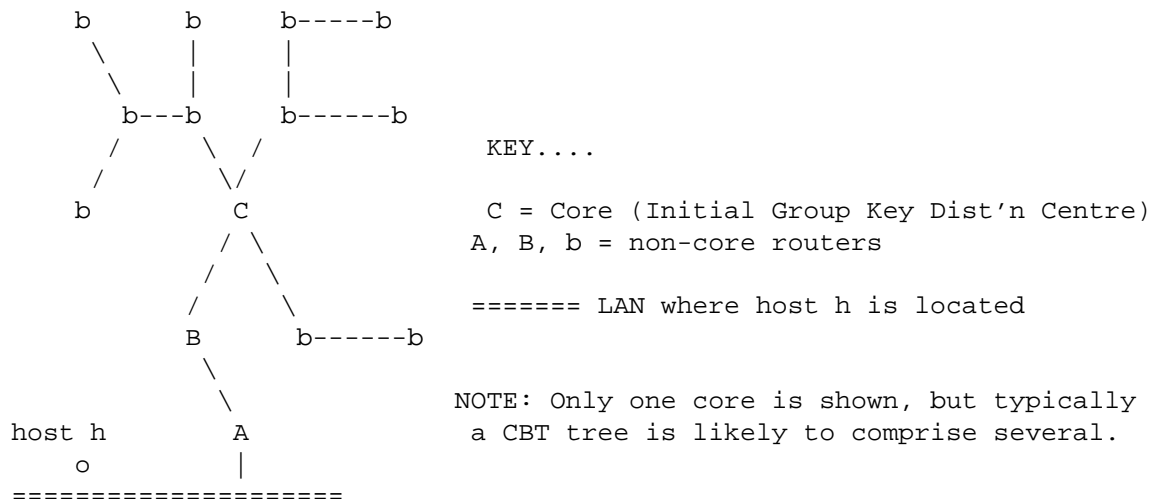 b b b-----b
\ | |
\ | |
b---b b------b
/ \ / KEY....
/ \/
b C C = Core (Initial Group Key Dist'n Centre)
/ \ A, B, b = non-core routers
/ \
/ \ ======= LAN where host h is located
B b------b
\
\ NOTE: Only one core is shown, but typically
host h A a CBT tree is likely to comprise several.
o |
=====================